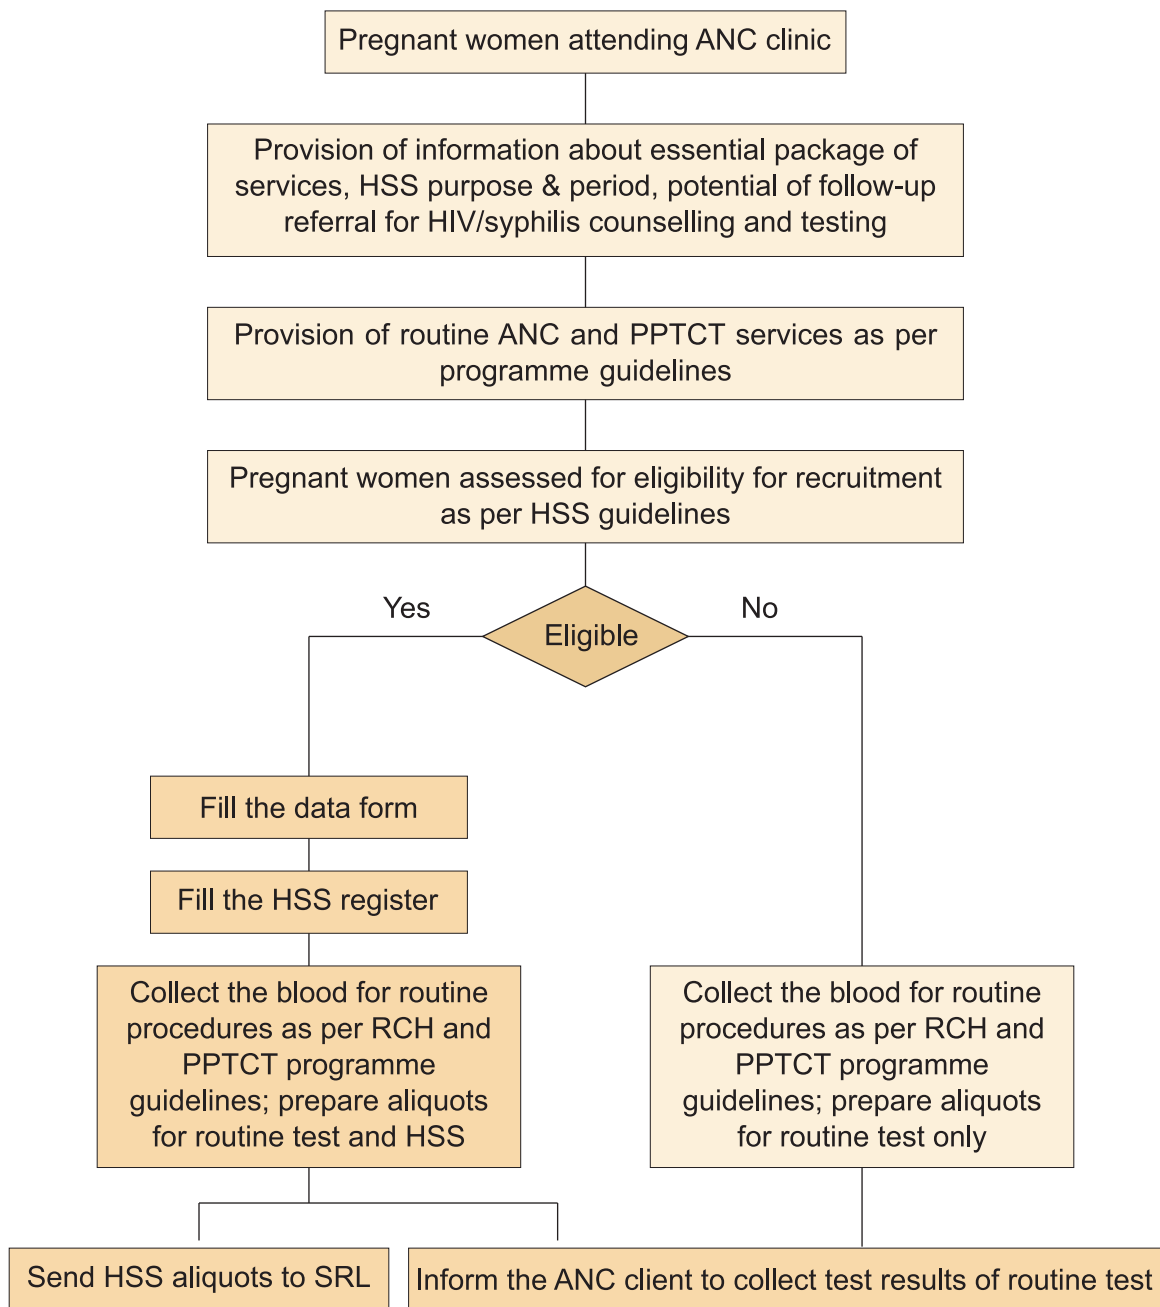 Pregnant women attending ANC clinic
Provision of information about essential package of
services, HSS purpose & period, potential of follow-up
referral for HIV/syphilis counselling and testing
Provision of routine ANC and PPTCT services as per
programme guidelines
Pregnant women assessed for eligibility for recruitment
as per HSS guidelines
Yes
No
Eligible
Fill the data form
Fill the HSS register
Collect the blood for routine
procedures as per RCH and
PPTCT programme
guidelines; prepare aliquots
for routine test and HSS
Collect the blood for routine
procedures as per RCH and
PPTCT programme
guidelines; prepare aliquots
for routine test only
Send HSS aliquots to SRL
Inform the ANC client to collect test results of routine test